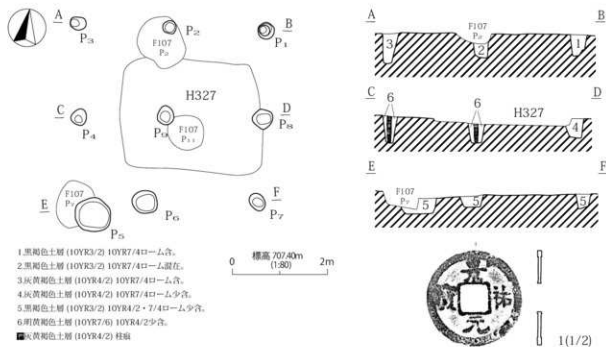 A
B
P3
F107
P2
P2
P1
H327
C
D
P4
P9
F107
P8
E
F107
P5
P6
F
P7
1.黒褐色土層 (10YR3/2) 10YR7/4ローム含。
2.黒褐色土層 (10YR3/2) 10YR7/4ローム混在。
3.灰黄褐色土層 (10YR4/2) 10YR7/4ローム含。
4.灰黄褐色土層 (10YR4/2) 10YR7/4ローム少含。
5.黒褐色土層 (10YR3/2) 10YR4/2・7/4ローム少含。
6.明黄褐色土層 (10YR7/6) 10YR4/2少含。
灰黄褐色土層 (10YR4/2) 柱痕
標高 707.40m
(1:80)
0
2m
A
B
F107
P2
3
2
1
C
6
6
H327
D
4
E
F
F107
5
5
5
景祐元
1(1/2)